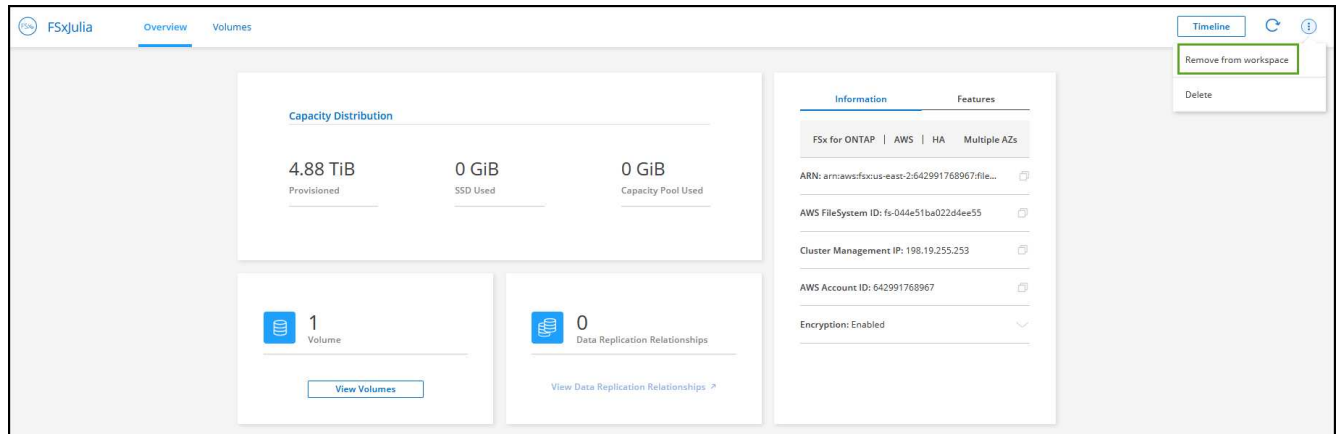 FSx FSxJulia Overview Volumes Timeline
Remove from workspace
Delete
Capacity Distribution
4.88 TiB 0 GiB 0 GiB
Provisioned SSD Used Capacity Pool Used
1
Volume
View Volumes
0
Data Replication Relationships
View Data Replication Relationships
Information Features
FSx for ONTAP | AWS | HA Multiple AZs
ARN: arn:aws:fsx:us-east-2:642991768967:file...
AWS FileSystem ID: fs-044e51ba022d4ee55
Cluster Management IP: 198.19.255.253
AWS Account ID: 642991768967
Encryption: Enabled